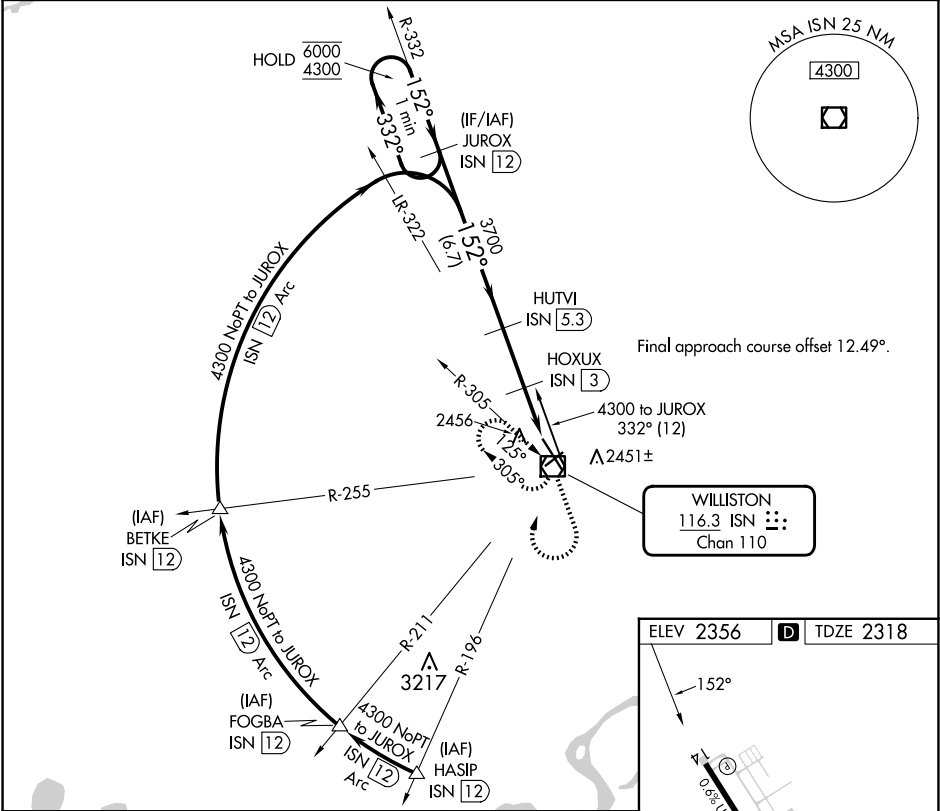 R-332
HOLD 6000
4300
152°
1 min
332°
(IF/IAF)
JUROX
ISN 12
MSA ISN 25 NM
4300
LR-322
3700
152°
(6.7)
4300 NoPT to JUROX
ISN 12 Arc
HUTVI
ISN 5.3
Final approach course offset 12.49°.
HOXUX
ISN 3
R-305
4300 to JUROX
332° (12)
2456
125°
305°
2451±
R-255
(IAF)
BETKE
ISN 12
WILLISTON
116.3 ISN
Chan 110
4300 NoPT to JUROX
ISN 12 Arc
R-211
R-196
3217
(IAF)
FOGBA
ISN 12
4300 NoPT
to JUROX
ISN 12
Arc
(IAF)
HASIP
ISN 12
ELEV 2356 D TDZE 2318
152°
14
P
0.6%